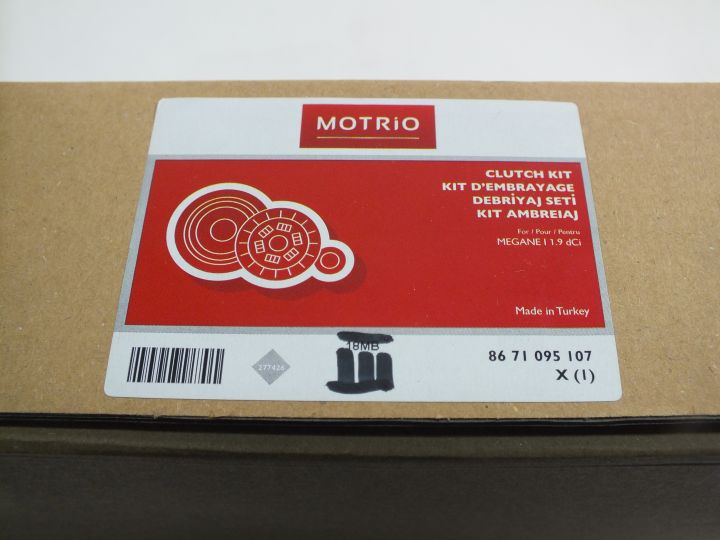 MOTRiO
CLUTCH KIT
KIT D'EMBRAYAGE
DEBRİYAJ SETİ
KIT AMBREIAJ
For / Pour / Pentru
MEGANE I 1.9 dCi
Made in Turkey
277426
18MB
86 71 095 107
X (1)